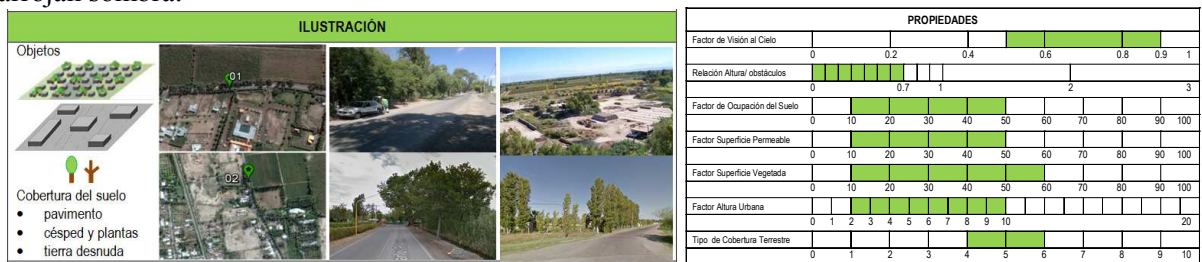 arrojan sombra.
ILUSTRACIÓN
Objetos
01
02
Cobertura del suelo
• pavimento
• césped y plantas
• tierra desnuda
PROPIEDADES
Factor de Visión al Cielo
0 0.2 0.4 0.6 0.8 0.9 1
Relación Altura/ obstáculos
0 0.7 1 2 3
Factor de Ocupación del Suelo
0 10 20 30 40 50 60 70 80 90 100
Factor Superficie Permeable
0 10 20 30 40 50 60 70 80 90 100
Factor Superficie Vegetada
0 10 20 30 40 50 60 70 80 90 100
Factor Altura Urbana
0 1 2 3 4 5 6 7 8 9 10 20
Tipo de Cobertura Terrestre
0 1 2 3 4 5 6 7 8 9 10